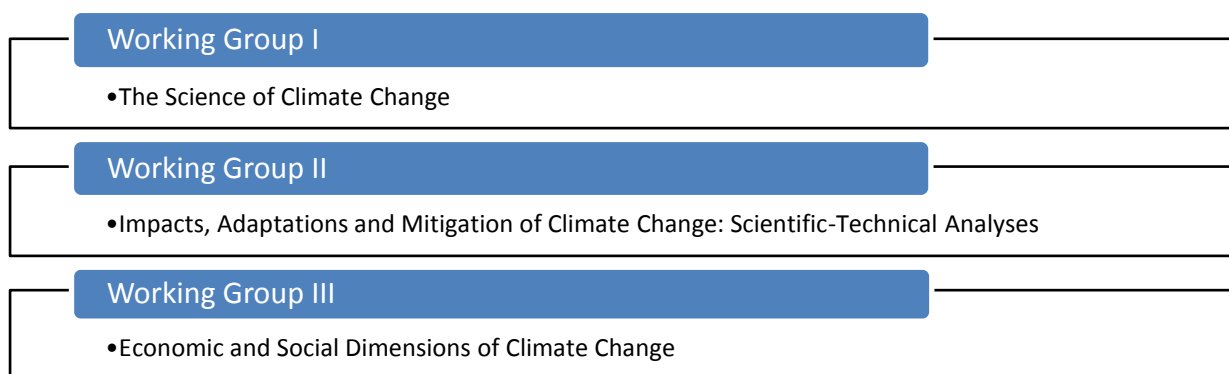 Working Group I
•The Science of Climate Change
Working Group II
•Impacts, Adaptations and Mitigation of Climate Change: Scientific-Technical Analyses
Working Group III
•Economic and Social Dimensions of Climate Change